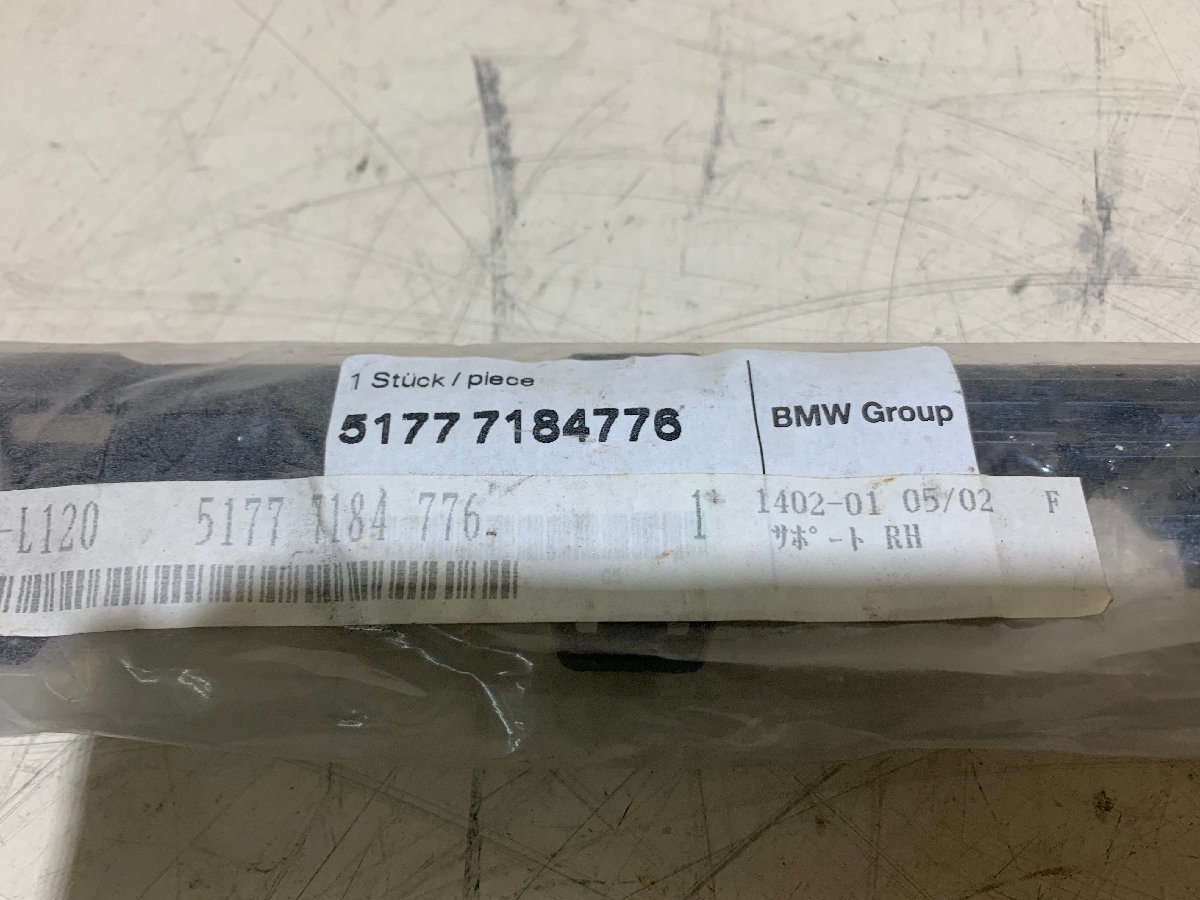 1 Stück / piece
5177 7184776
BMW Group
-L120 5177 7184 776 1 1402-01 05/02 F
ｻﾎﾟｰﾄ RH